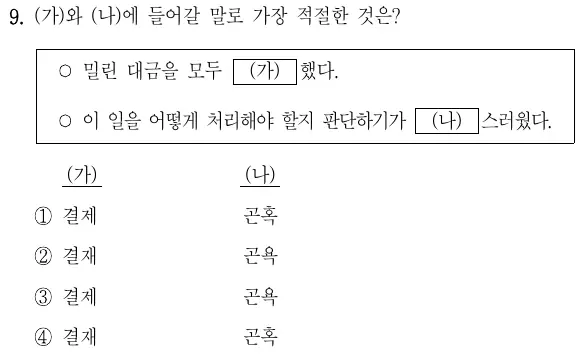 9. (가)와 (나)에 들어갈 말로 가장 적절한 것은?
○ 밀린 대금을 모두 (가) 했다.
○ 이 일을 어떻게 처리해야 할지 판단하기가 (나) 스러웠다.
(가) (나)
① 결제 곤혹
② 결재 곤욕
③ 결제 곤욕
④ 결재 곤혹